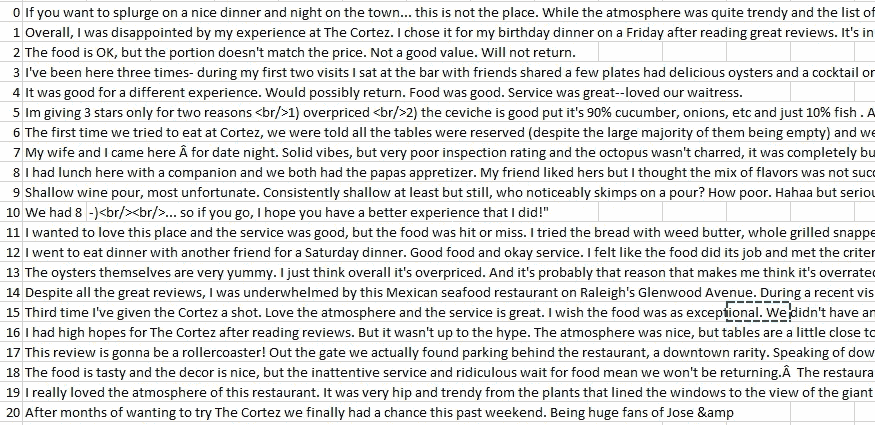 0 If you want to splurge on a nice dinner and night on the town... this is not the place. While the atmosphere was quite trendy and the list of
1 Overall, I was disappointed by my experience at The Cortez. I chose it for my birthday dinner on a Friday after reading great reviews. It's in
2 The food is OK, but the portion doesn't match the price. Not a good value. Will not return.
3 I've been here three times- during my first two visits I sat at the bar with friends shared a few plates had delicious oysters and a cocktail or
4 It was good for a different experience. Would possibly return. Food was good. Service was great--loved our waitress.
5 Im giving 3 stars only for two reasons <br/>1) overpriced <br/>2) the ceviche is good put it's 90% cucumber, onions, etc and just 10% fish . A
6 The first time we tried to eat at Cortez, we were told all the tables were reserved (despite the large majority of them being empty) and we
7 My wife and I came here Â for date night. Solid vibes, but very poor inspection rating and the octopus wasn't charred, it was completely bu
8 I had lunch here with a companion and we both had the papas appretizer. My friend liked hers but I thought the mix of flavors was not succ
9 Shallow wine pour, most unfortunate. Consistently shallow at least but still, who noticeably skimps on a pour? How poor. Hahaa but seriou
10 We had 8 -)<br/><br/>... so if you go, I hope you have a better experience that I did!"
11 I wanted to love this place and the service was good, but the food was hit or miss. I tried the bread with weed butter, whole grilled snappe
12 I went to eat dinner with another friend for a Saturday dinner. Good food and okay service. I felt like the food did its job and met the criter
13 The oysters themselves are very yummy. I just think overall it's overpriced. And it's probably that reason that makes me think it's overrated
14 Despite all the great reviews, I was underwhelmed by this Mexican seafood restaurant on Raleigh's Glenwood Avenue. During a recent vis
15 Third time I've given the Cortez a shot. Love the atmosphere and the service is great. I wish the food was as exceptional. We didn't have an
16 I had high hopes for The Cortez after reading reviews. But it wasn't up to the hype. The atmosphere was nice, but tables are a little close to
17 This review is gonna be a rollercoaster! Out the gate we actually found parking behind the restaurant, a downtown rarity. Speaking of dow
18 The food is tasty and the decor is nice, but the inattentive service and ridiculous wait for food mean we won't be returning.Â The restaura
19 I really loved the atmosphere of this restaurant. It was very hip and trendy from the plants that lined the windows to the view of the giant
20 After months of wanting to try The Cortez we finally had a chance this past weekend. Being huge fans of Jose &amp